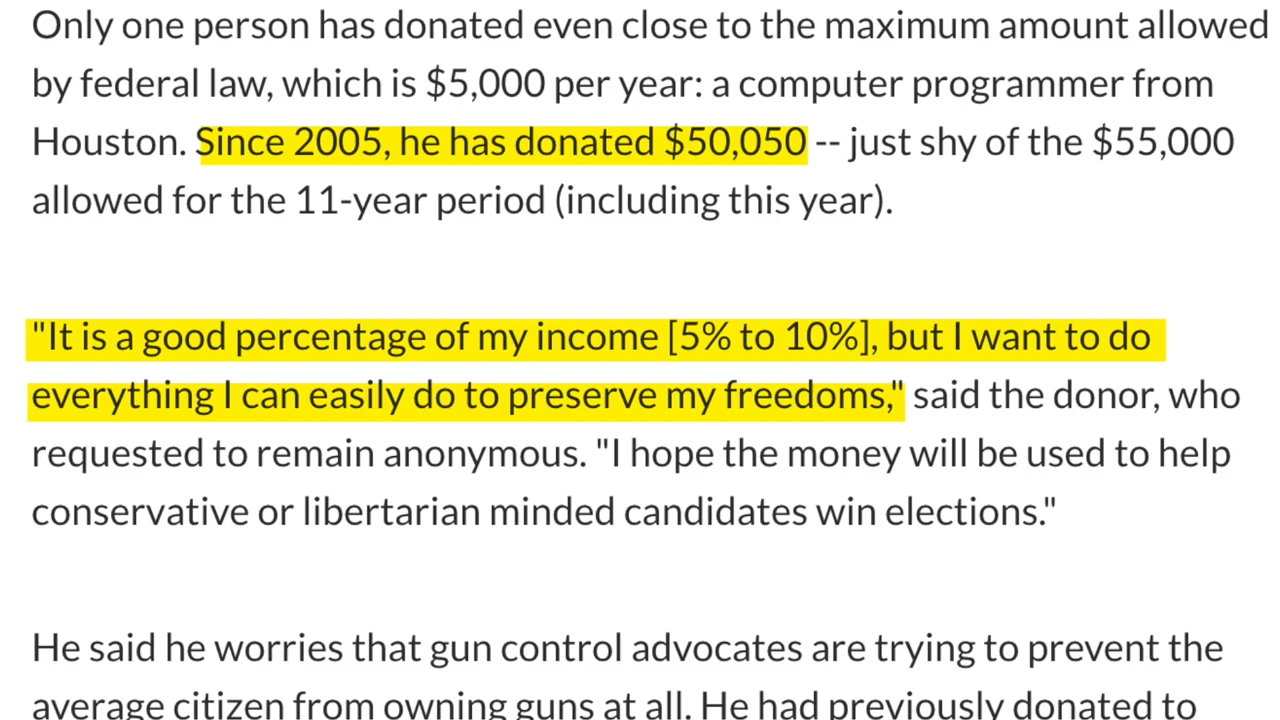 Only one person has donated even close to the maximum amount allowed
by federal law, which is $5,000 per year: a computer programmer from
Houston. Since 2005, he has donated $50,050 -- just shy of the $55,000
allowed for the 11-year period (including this year).
"It is a good percentage of my income [5% to 10%], but I want to do
everything I can easily do to preserve my freedoms," said the donor, who
requested to remain anonymous. "I hope the money will be used to help
conservative or libertarian minded candidates win elections."
He said he worries that gun control advocates are trying to prevent the
average citizen from owning guns at all. He had previously donated to